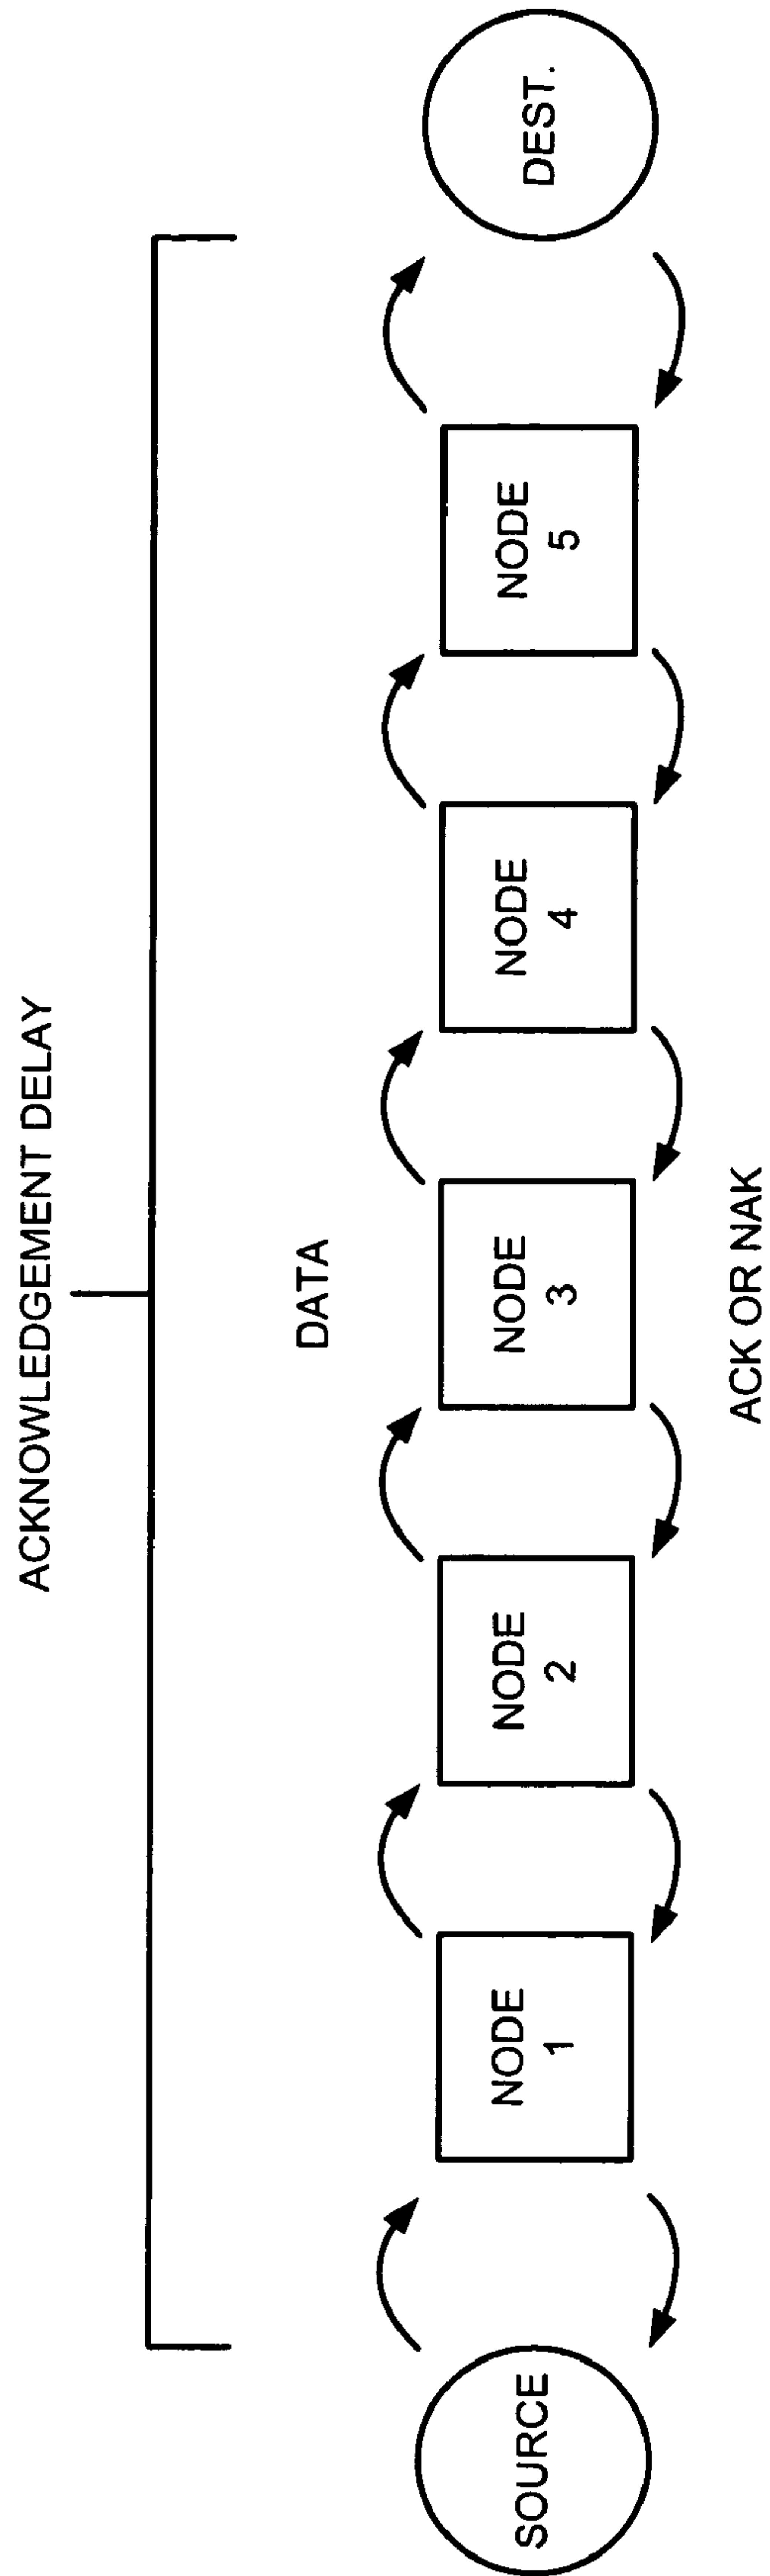 ACKNOWLEDGEMENT DELAY
DATA
SOURCE
NODE
1
NODE
2
NODE
3
NODE
4
NODE
5
DEST.
ACK OR NAK